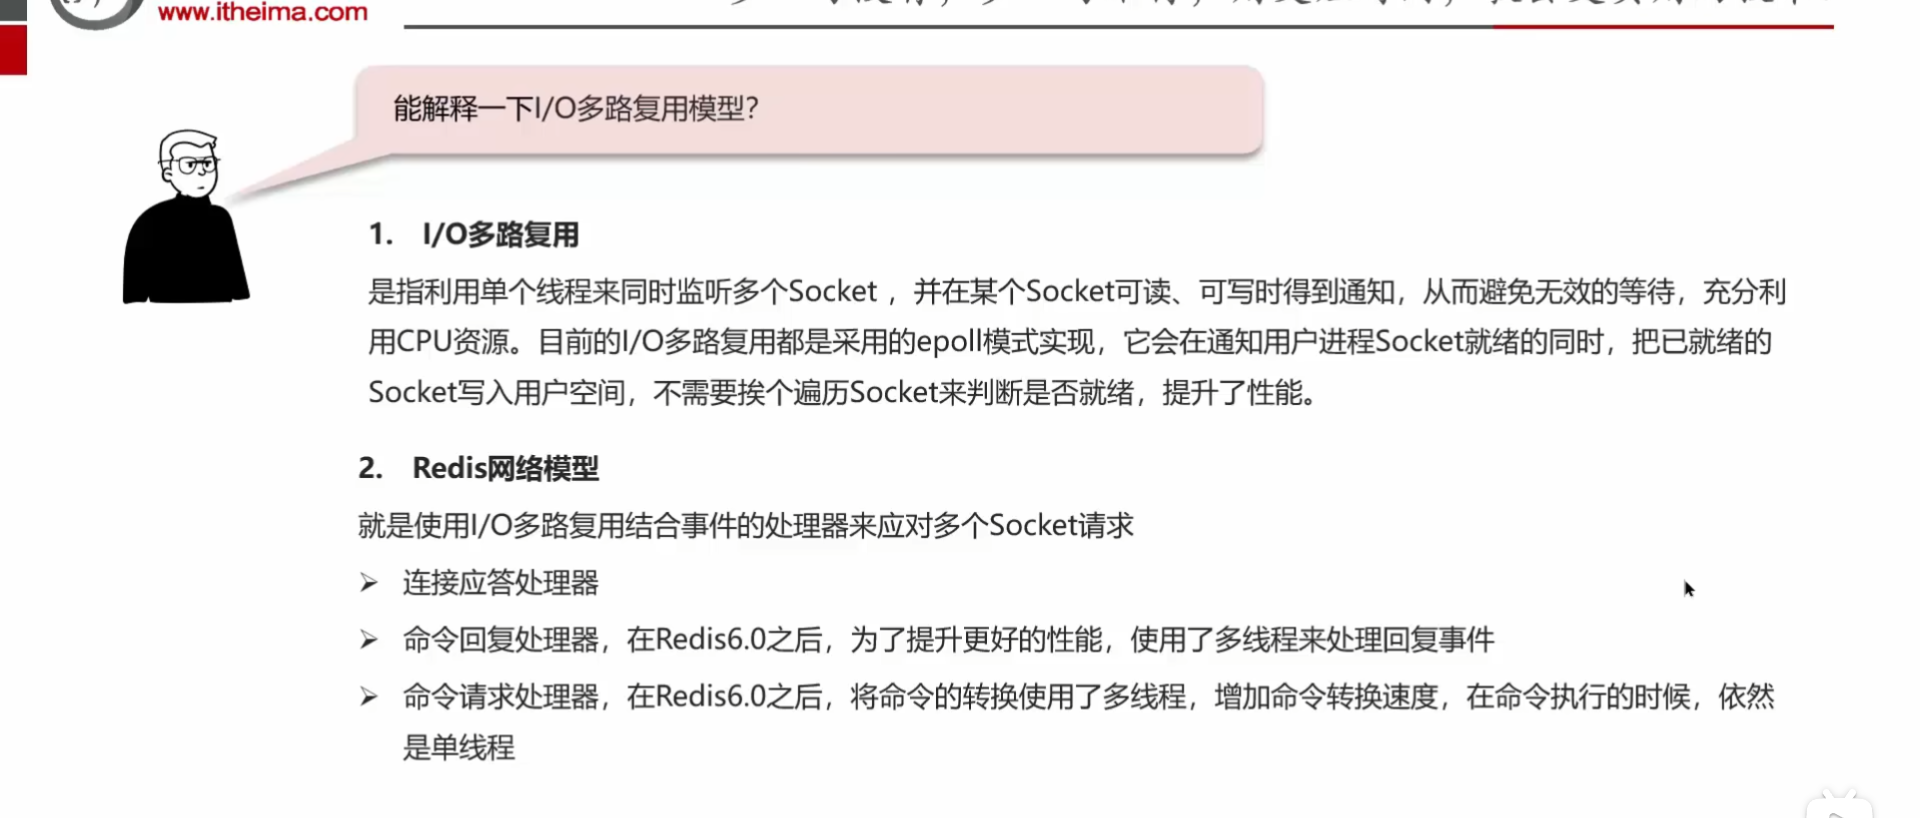 www.itheima.com
能解释一下I/O多路复用模型?
1. I/O多路复用
是指利用单个线程来同时监听多个Socket ，并在某个Socket可读、可写时得到通知，从而避免无效的等待，充分利
用CPU资源。目前的I/O多路复用都是采用的epoll模式实现，它会在通知用户进程Socket就绪的同时，把已就绪的
Socket写入用户空间，不需要挨个遍历Socket来判断是否就绪，提升了性能。
2. Redis网络模型
就是使用I/O多路复用结合事件的处理器来应对多个Socket请求
➢ 连接应答处理器
➢ 命令回复处理器，在Redis6.0之后，为了提升更好的性能，使用了多线程来处理回复事件
➢ 命令请求处理器，在Redis6.0之后，将命令的转换使用了多线程，增加命令转换速度，在命令执行的时候，依然
是单线程